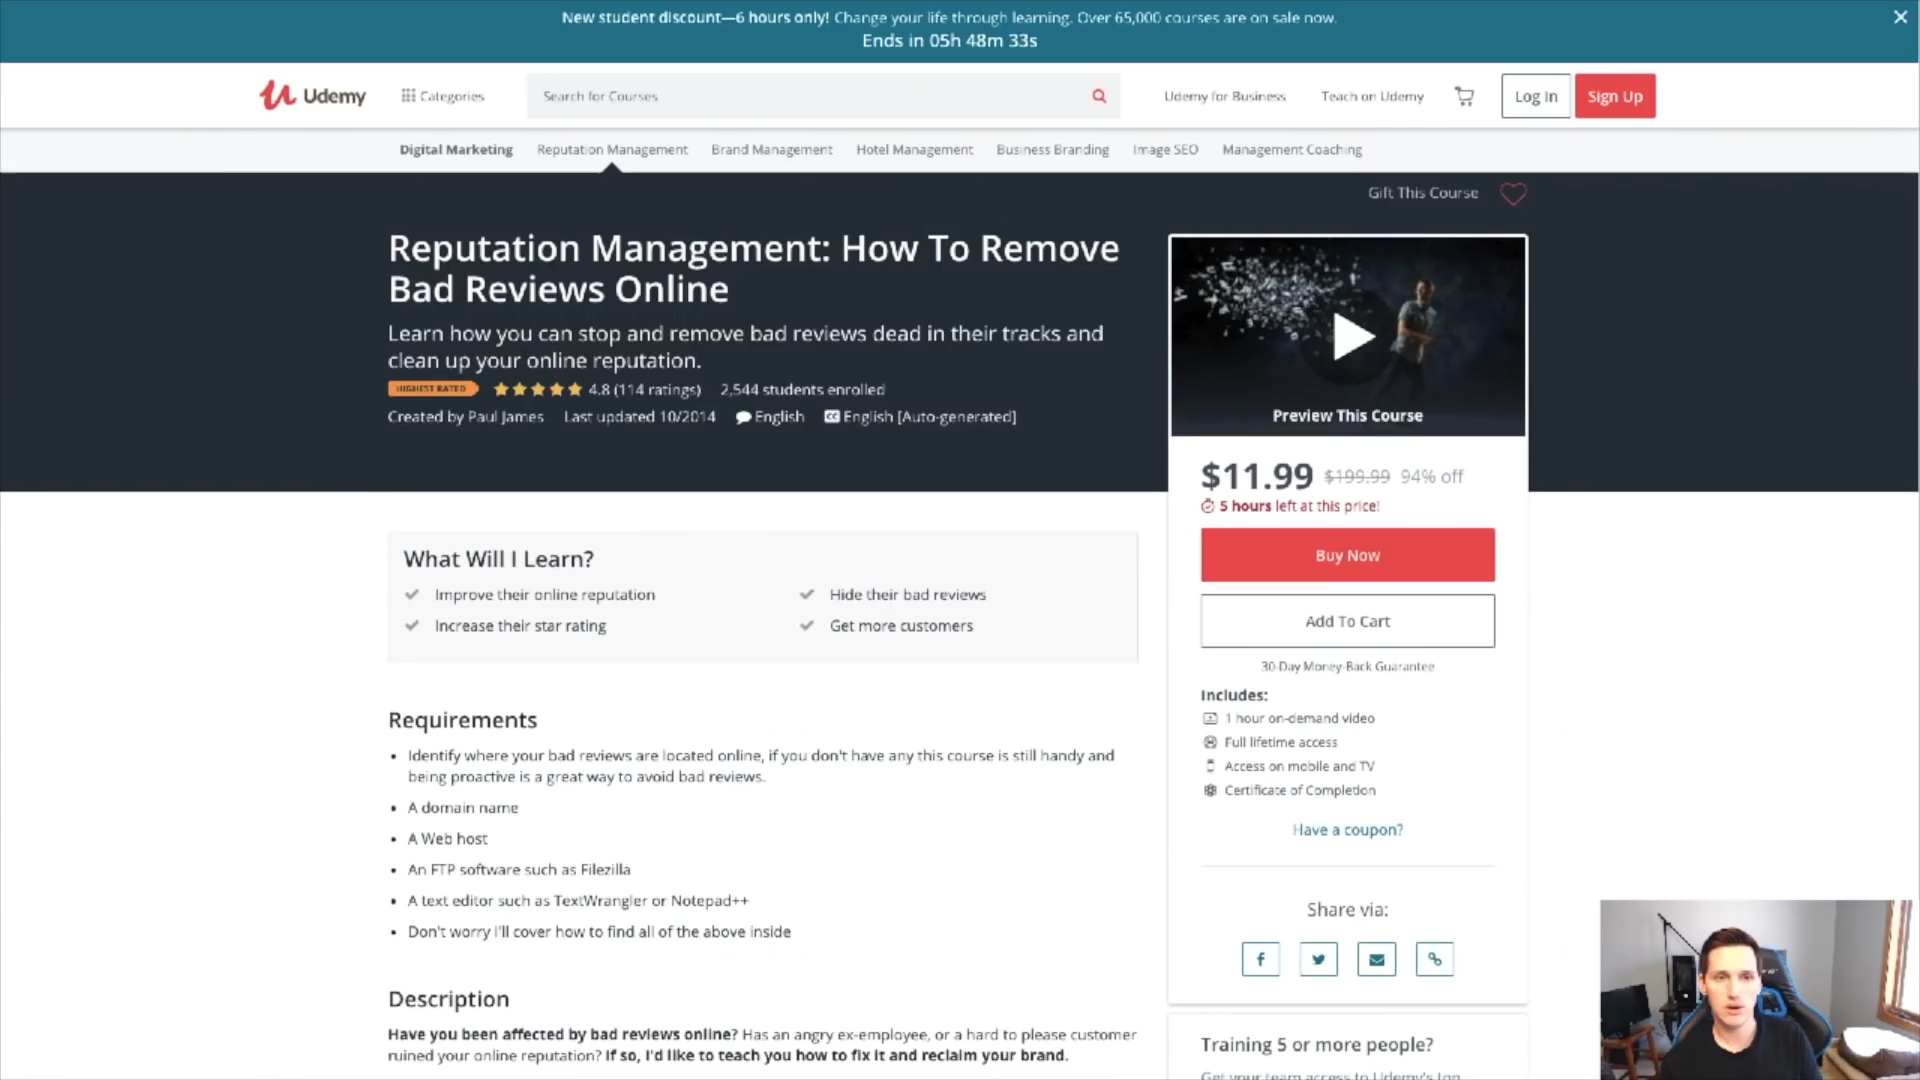 New student discount—6 hours only! Change your life through learning. Over 65,000 courses are on sale now.
Ends in 05h 48m 33s
Udemy
Categories
Search for Courses
Udemy for Business
Teach on Udemy
Log In
Sign Up
Digital Marketing
Reputation Management
Brand Management
Hotel Management
Business Branding
Image SEO
Management Coaching
Gift This Course
Reputation Management: How To Remove
Bad Reviews Online
Learn how you can stop and remove bad reviews dead in their tracks and
clean up your online reputation.
HIGHEST RATED 4.8 (114 ratings) 2,544 students enrolled
Created by Paul James Last updated 10/2014 English CC English [Auto-generated]
Preview This Course
$11.99 $199.99 94% off
5 hours left at this price!
Buy Now
Add To Cart
30-Day Money-Back Guarantee
Includes:
1 hour on-demand video
Full lifetime access
Access on mobile and TV
Certificate of Completion
Have a coupon?
Share via:
Training 5 or more people?
Get your team access to Udemy's top
What Will I Learn?
Improve their online reputation
Hide their bad reviews
Increase their star rating
Get more customers
Requirements
• Identify where your bad reviews are located online, if you don't have any this course is still handy and
being proactive is a great way to avoid bad reviews.
• A domain name
• A Web host
• An FTP software such as Filezilla
• A text editor such as TextWrangler or Notepad++
• Don't worry I'll cover how to find all of the above inside
Description
Have you been affected by bad reviews online? Has an angry ex-employee, or a hard to please customer
ruined your online reputation? If so, I'd like to teach you how to fix it and reclaim your brand.